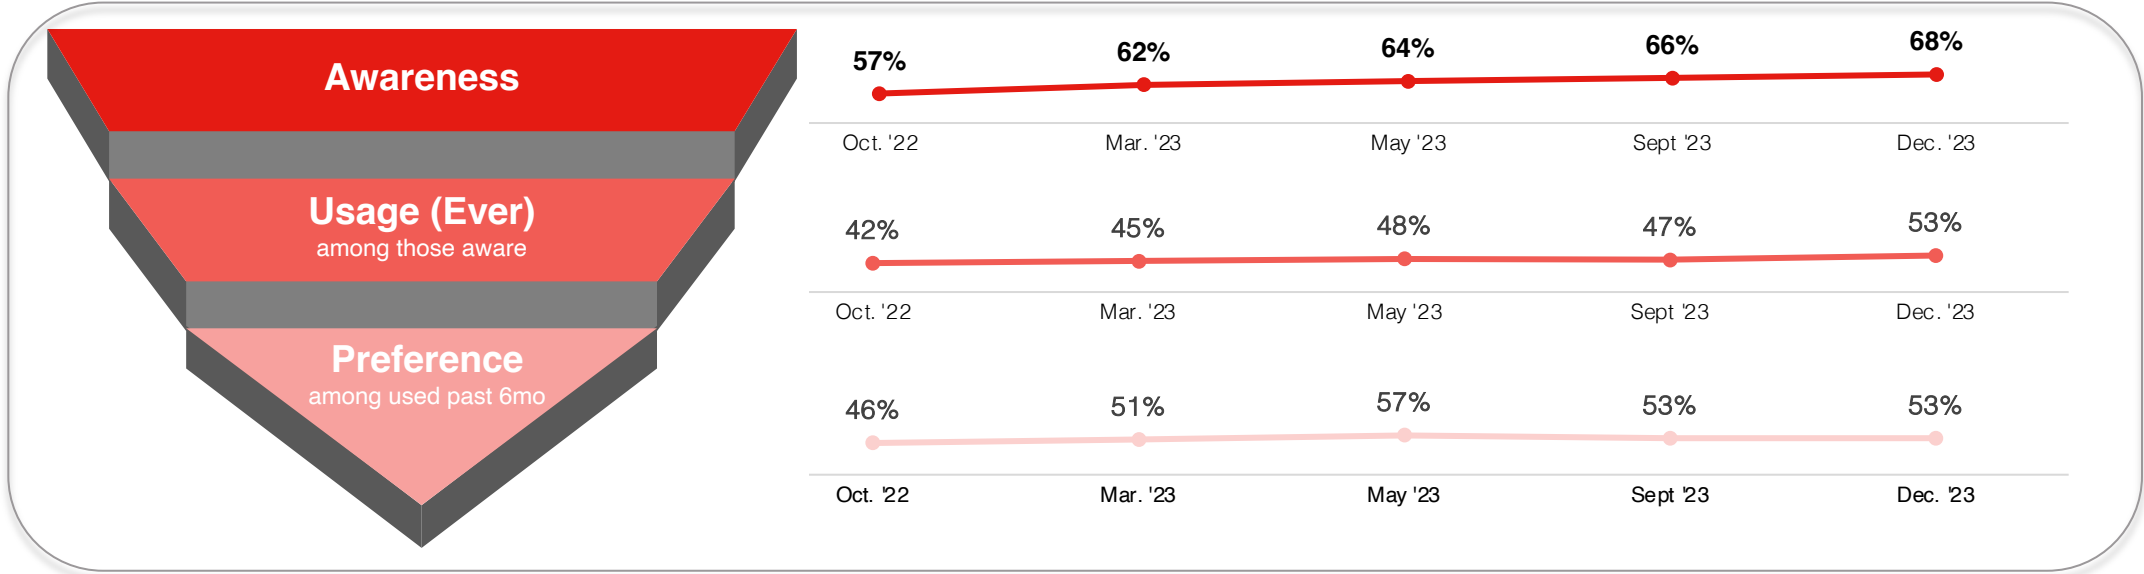 Awareness
57%
62%
64%
66%
68%
Oct. '22
Mar. '23
May '23
Sept '23
Dec. '23
Usage (Ever)
among those aware
42%
45%
48%
47%
53%
Oct. '22
Mar. '23
May '23
Sept '23
Dec. '23
Preference
among used past 6mo
46%
51%
57%
53%
53%
Oct. '22
Mar. '23
May '23
Sept '23
Dec. '23